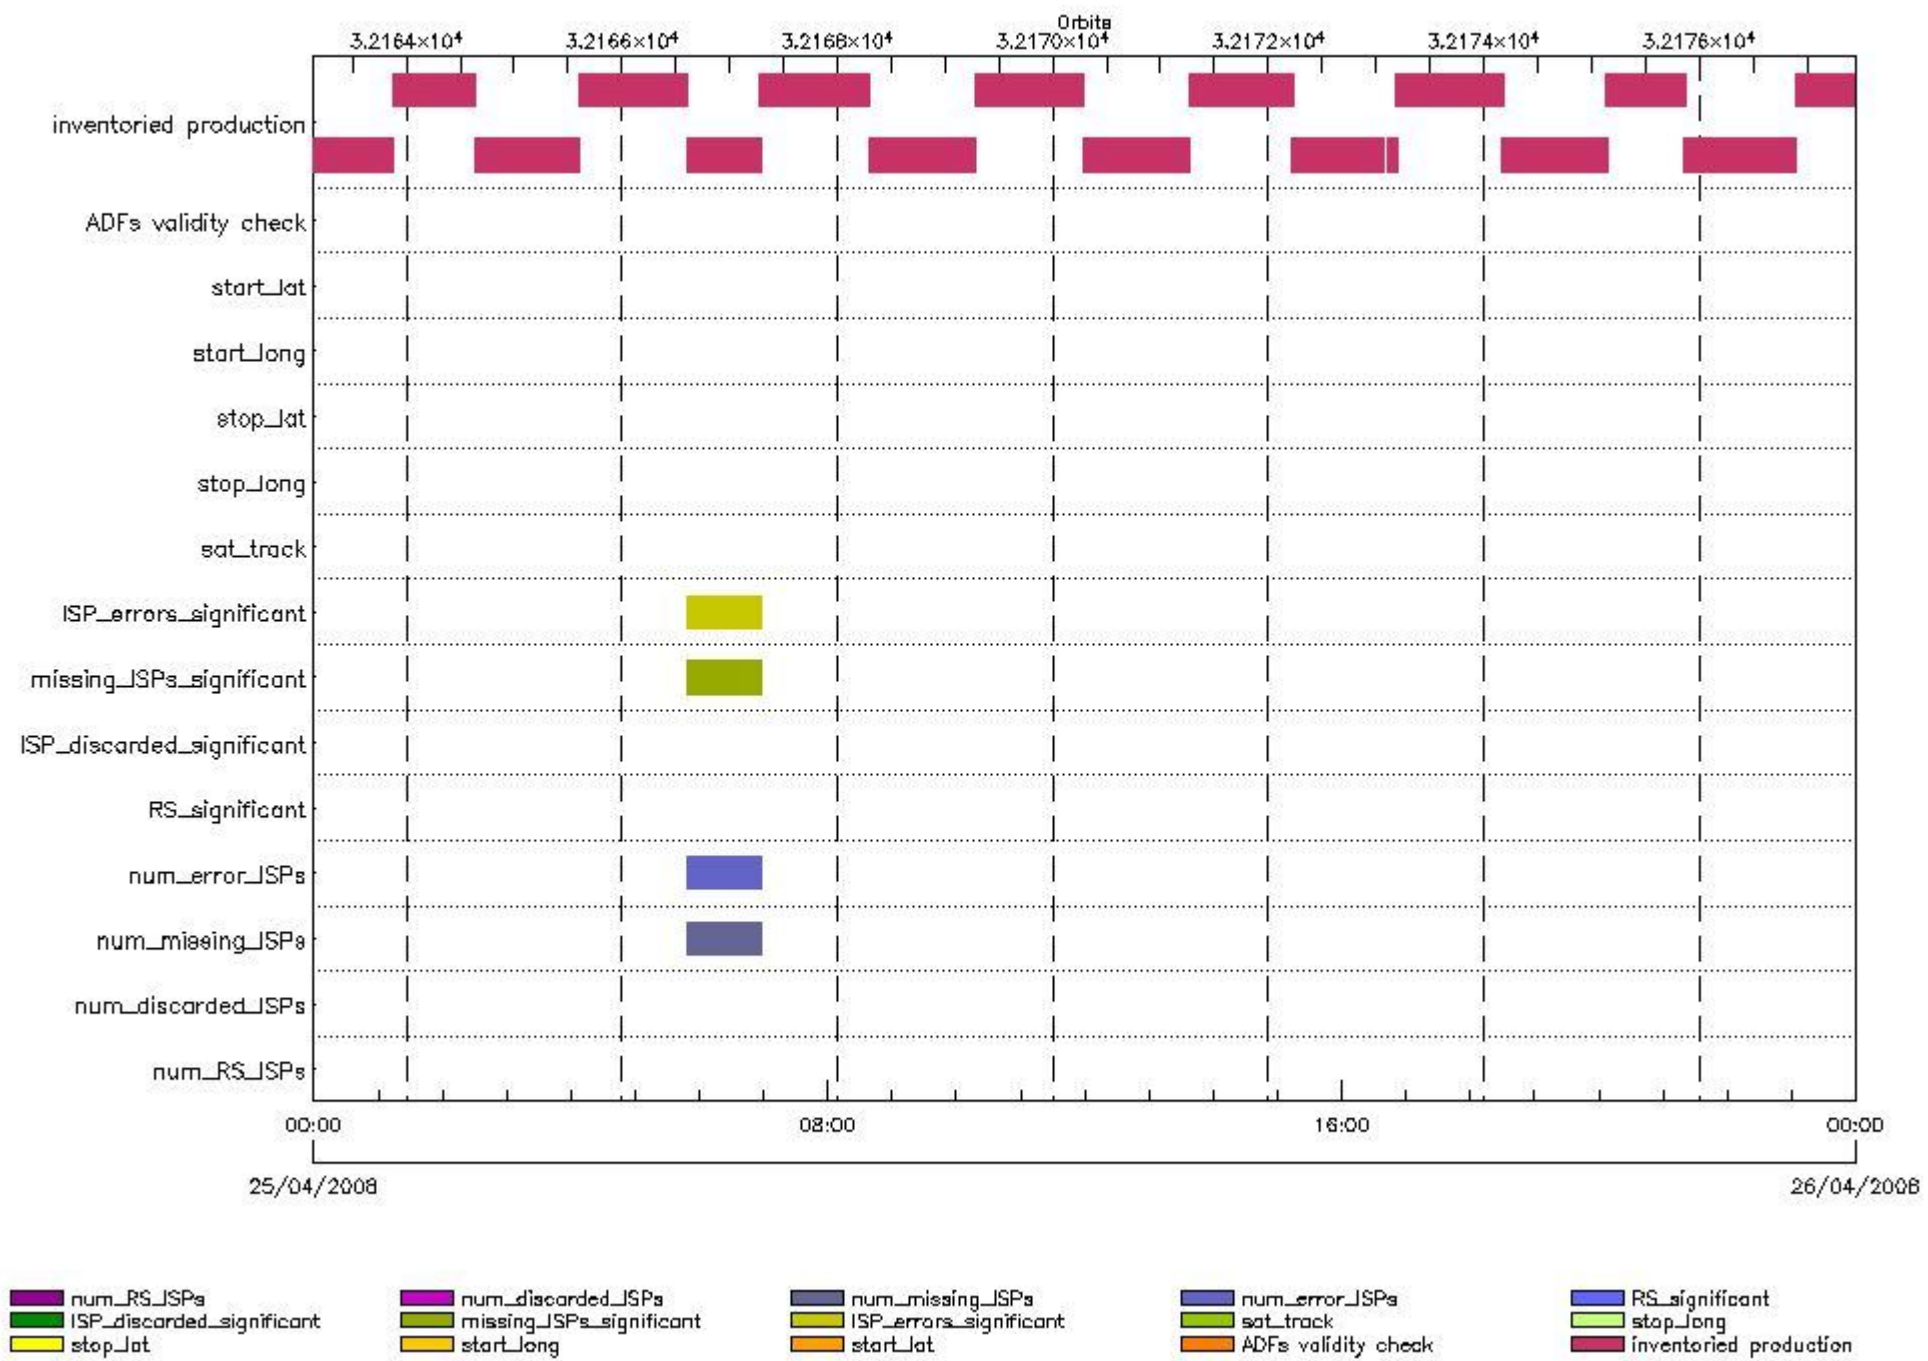 Orbits
3.2164×10⁴ 3.2166×10⁴ 3.2168×10⁴ 3.2170×10⁴ 3.2172×10⁴ 3.2174×10⁴ 3.2176×10⁴
inventoried production
ADFs validity check
start_lat
start_long
stop_lat
stop_long
sat_track
ISP_errors_significant
missing_ISPs_significant
ISP_discarded_significant
RS_significant
num_error_ISPs
num_missing_ISPs
num_discarded_ISPs
num_RS_ISPs
00:00 08:00 16:00 00:00
25/04/2008 26/04/2008
num_RS_ISPs num_discarded_ISPs num_missing_ISPs num_error_ISPs RS_significant
ISP_discarded_significant missing_ISPs_significant ISP_errors_significant sat_track stop_long
stop_lat start_long start_lat ADFs validity check inventoried production